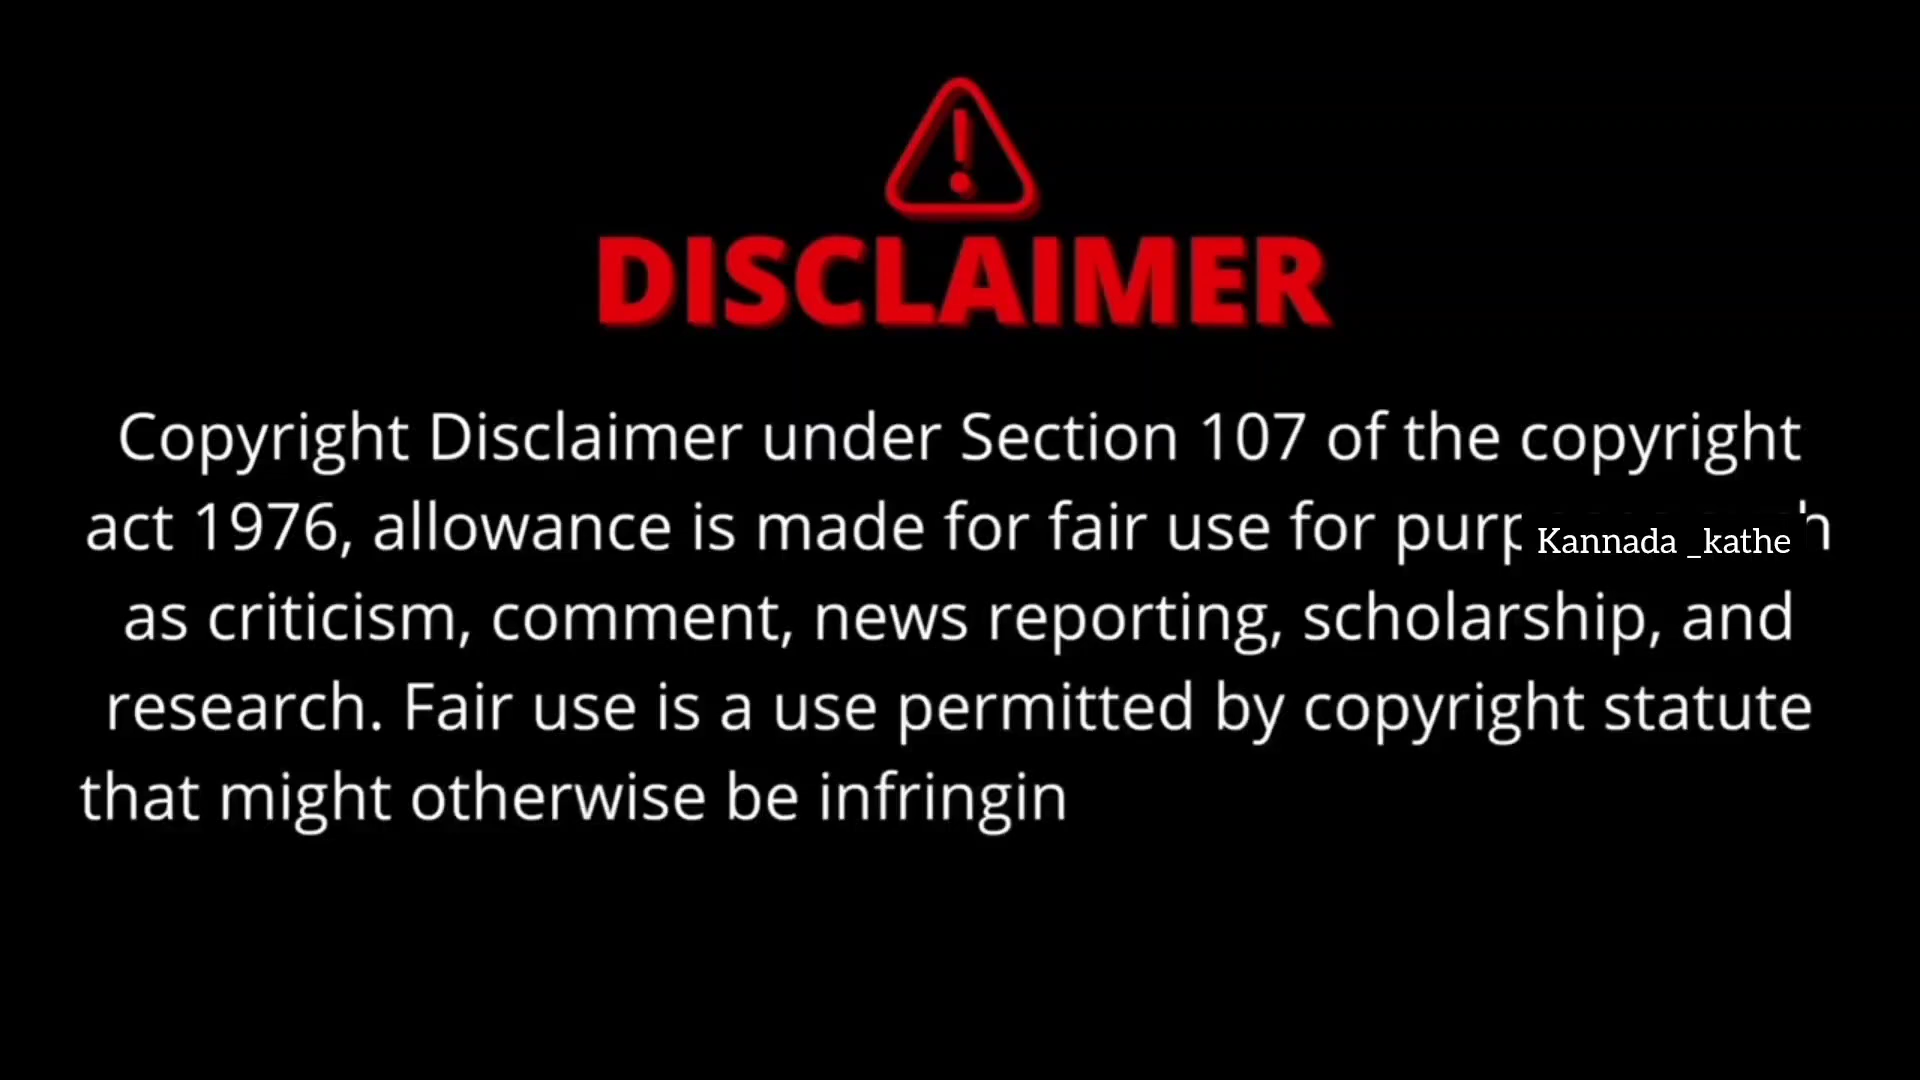 DISCLAIMER
Copyright Disclaimer under Section 107 of the copyright
act 1976, allowance is made for fair use for
Kannada _kathe
as criticism, comment, news reporting, scholarship, and
research. Fair use is a use permitted by copyright statute
that might otherwise be infringin